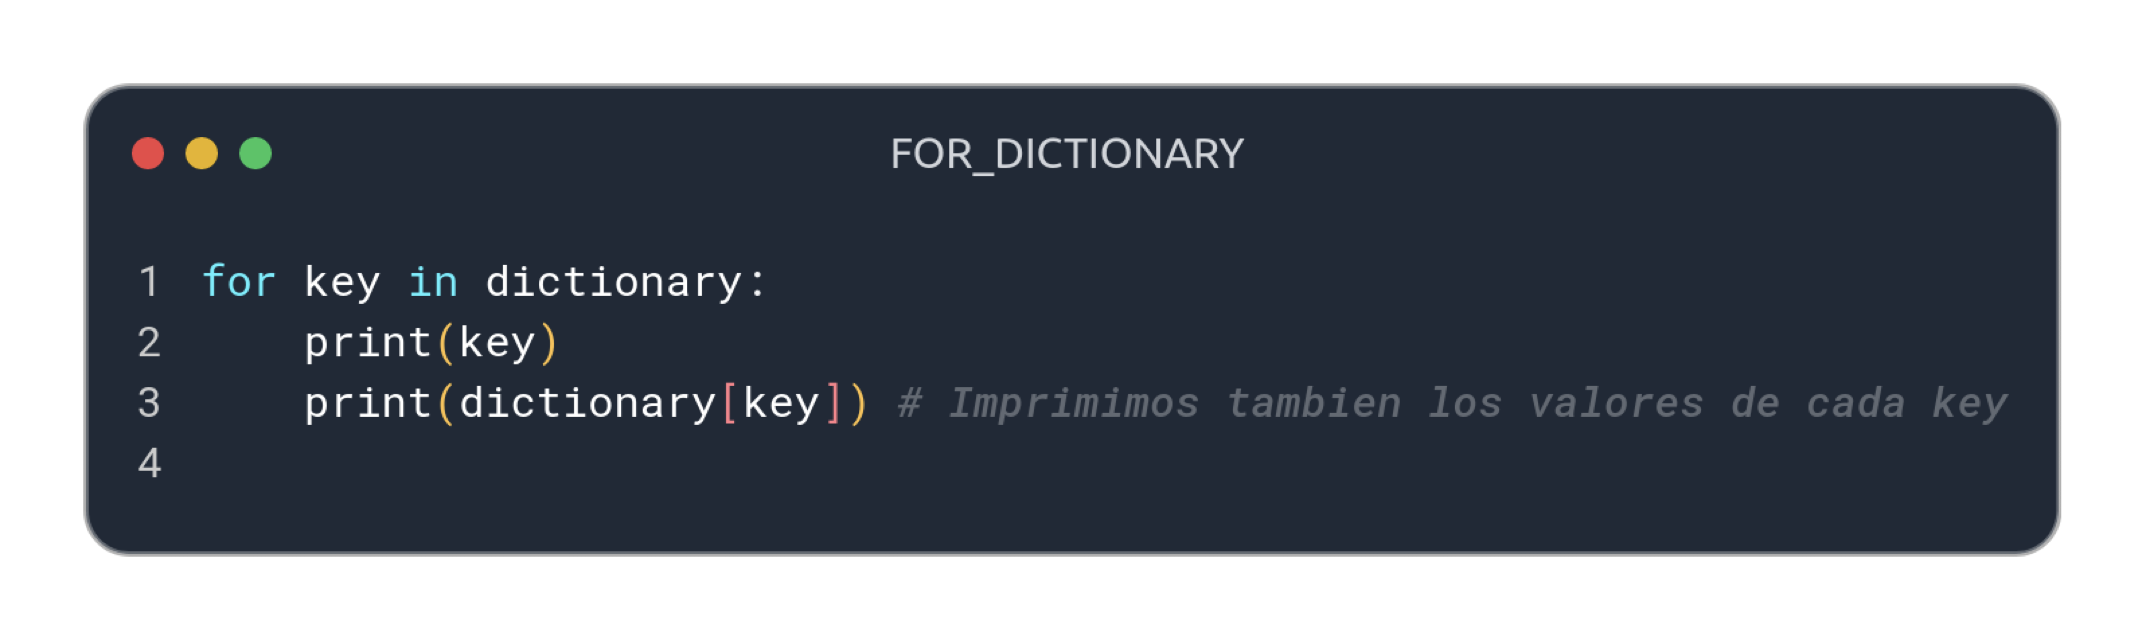 FOR_DICTIONARY
1 for key in dictionary:
2     print(key)
3     print(dictionary[key]) # Imprimimos tambien los valores de cada key
4